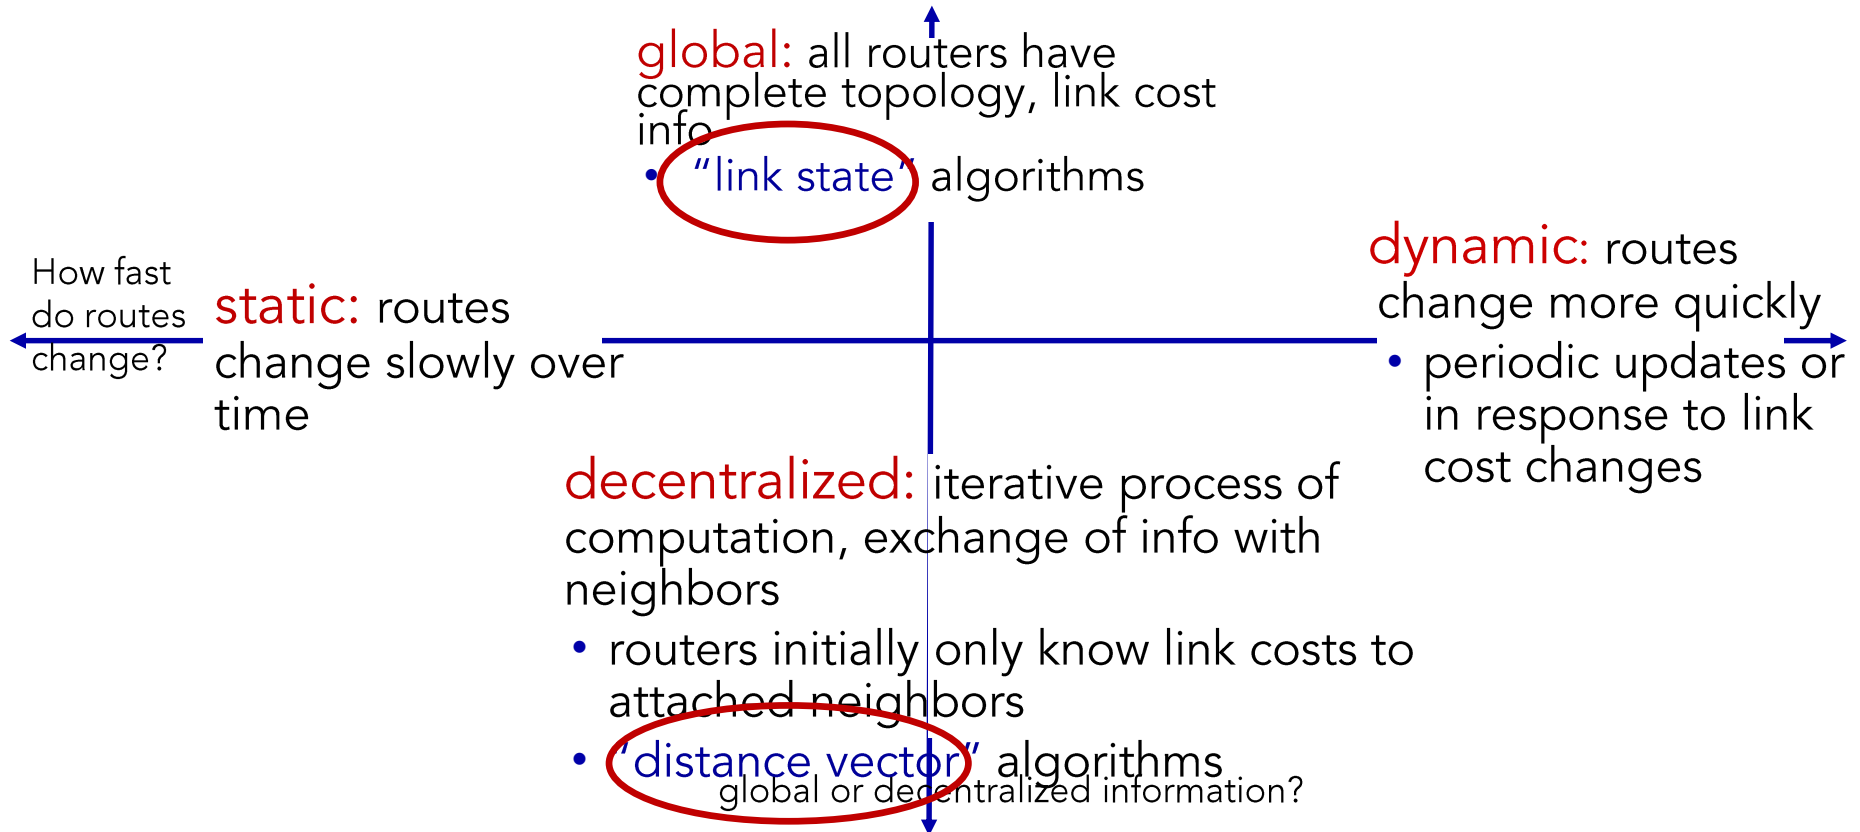 global: all routers have
complete topology, link cost
info
• “link state” algorithms
How fast
do routes
change?
static: routes
change slowly over
time
dynamic: routes
change more quickly
• periodic updates or
in response to link
cost changes
decentralized: iterative process of
computation, exchange of info with
neighbors
• routers initially only know link costs to
attached neighbors
• “distance vector” algorithms
global or decentralized information?